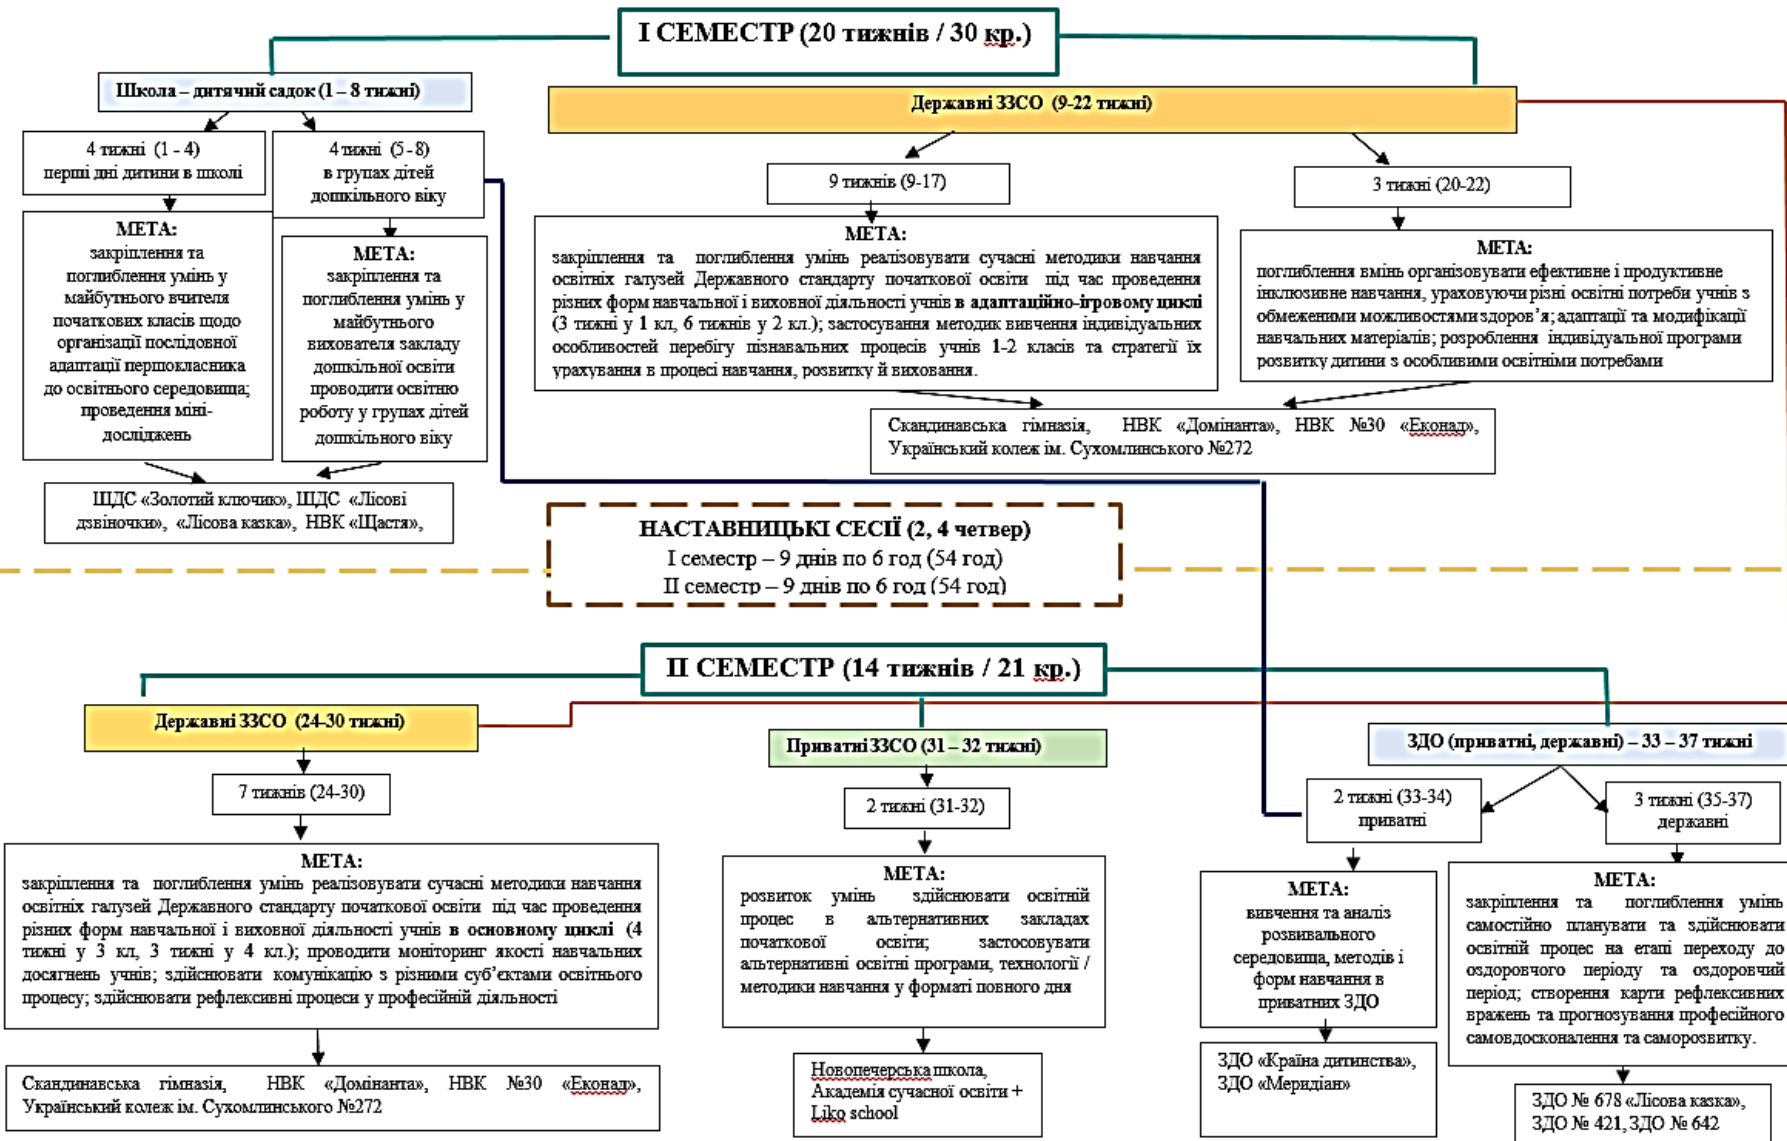 І СЕМЕСТР (20 тижнів / 30 кр.)
Школа – дитячий садок (1 – 8 тижні)
4 тижні (1 - 4)
перші дні дитини в школі
4 тижні (5 - 8)
в групах дітей
дошкільного віку
МЕТА:
закріплення та
поглиблення умінь у
майбутнього вчителя
початкових класів щодо
організації послідовної
адаптації першокласника
до освітнього середовища;
проведення міні-
досліджень
МЕТА:
закріплення та
поглиблення умінь у
майбутнього
вихователя закладу
дошкільної освіти
проводити освітню
роботу у групах дітей
дошкільного віку
ШДС «Золотий ключик», ШДС «Лісові
дзвіночки», «Лісова казка», НВК «Щастя»,
Державні ЗЗСО (9-22 тижні)
9 тижнів (9-17)
3 тижні (20-22)
МЕТА:
закріплення та поглиблення умінь реалізовувати сучасні методики навчання
освітніх галузей Державного стандарту початкової освіти під час проведення
різних форм навчальної і виховної діяльності учнів в адаптаційно-ігровому циклі
(3 тижні у 1 кл, 6 тижнів у 2 кл.); застосування методик вивчення індивідуальних
особливостей перебігу пізнавальних процесів учнів 1-2 класів та стратегії їх
урахування в процесі навчання, розвитку й виховання.
МЕТА:
поглиблення вмінь організовувати ефективне і продуктивне
інклюзивне навчання, ураховуючи різні освітні потреби учнів з
обмеженими можливостями здоров’я; адаптації та модифікації
навчальних матеріалів; розроблення індивідуальної програми
розвитку дитини з особливими освітніми потребами
Скандинавська гімназія, НВК «Домінанта», НВК №30 «Еконад»,
Український колеж ім. Сухомлинського №272
НАСТАВНИЦЬКІ СЕСІЇ (2, 4 четвер)
І семестр – 9 днів по 6 год (54 год)
ІІ семестр – 9 днів по 6 год (54 год)
ІІ СЕМЕСТР (14 тижнів / 21 кр.)
Державні ЗЗСО (24-30 тижні)
7 тижнів (24-30)
МЕТА:
закріплення та поглиблення умінь реалізовувати сучасні методики навчання
освітніх галузей Державного стандарту початкової освіти під час проведення
різних форм навчальної і виховної діяльності учнів в основному циклі (4
тижні у 3 кл, 3 тижні у 4 кл.); проводити моніторинг якості навчальних
досягнень учнів; здійснювати комунікацію з різними суб’єктами освітнього
процесу; здійснювати рефлексивні процеси у професійній діяльності
Скандинавська гімназія, НВК «Домінанта», НВК №30 «Еконад»,
Український колеж ім. Сухомлинського №272
Приватні ЗЗСО (31 – 32 тижні)
2 тижні (31-32)
МЕТА:
розвиток умінь здійснювати освітній
процес в альтернативних закладах
початкової освіти; застосовувати
альтернативні освітні програми, технології /
методики навчання у форматі повного дня
Новопечерська школа,
Академія сучасної освіти +
Liko school
ЗДО (приватні, державні) – 33 – 37 тижні
2 тижні (33-34)
приватні
3 тижні (35-37)
державні
МЕТА:
вивчення та аналіз
розвивального
середовища, методів і
форм навчання в
приватних ЗДО
ЗДО «Країна дитинства»,
ЗДО «Меридіан»
МЕТА:
закріплення та поглиблення умінь
самостійно планувати та здійснювати
освітній процес на етапі переходу до
оздоровчого періоду та оздоровчий
період; створення карти рефлексивних
вражень та прогнозування професійного
самовдосконалення та саморозвитку.
ЗДО № 678 «Лісова казка»,
ЗДО № 421, ЗДО № 642